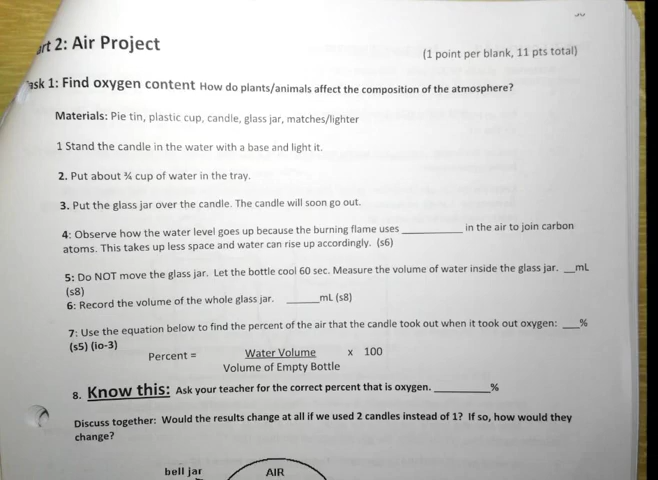 art 2: Air Project
(1 point per blank, 11 pts total)
ask 1: Find oxygen content How do plants/animals affect the composition of the atmosphere?
Materials: Pie tin, plastic cup, candle, glass jar, matches/lighter
1 Stand the candle in the water with a base and light it.
2. Put about ¾ cup of water in the tray.
3. Put the glass jar over the candle. The candle will soon go out.
4: Observe how the water level goes up because the burning flame uses __________ in the air to join carbon
atoms. This takes up less space and water can rise up accordingly. (s6)
5: Do NOT move the glass jar. Let the bottle cool 60 sec. Measure the volume of water inside the glass jar. __mL
(s8)
6: Record the volume of the whole glass jar. ______mL (s8)
7: Use the equation below to find the percent of the air that the candle took out when it took out oxygen: ___%
(s5) (io-3)
Percent = Water Volume x 100
Volume of Empty Bottle
8. Know this: Ask your teacher for the correct percent that is oxygen. __________%
Discuss together: Would the results change at all if we used 2 candles instead of 1? If so, how would they
change?
bell jar AIR